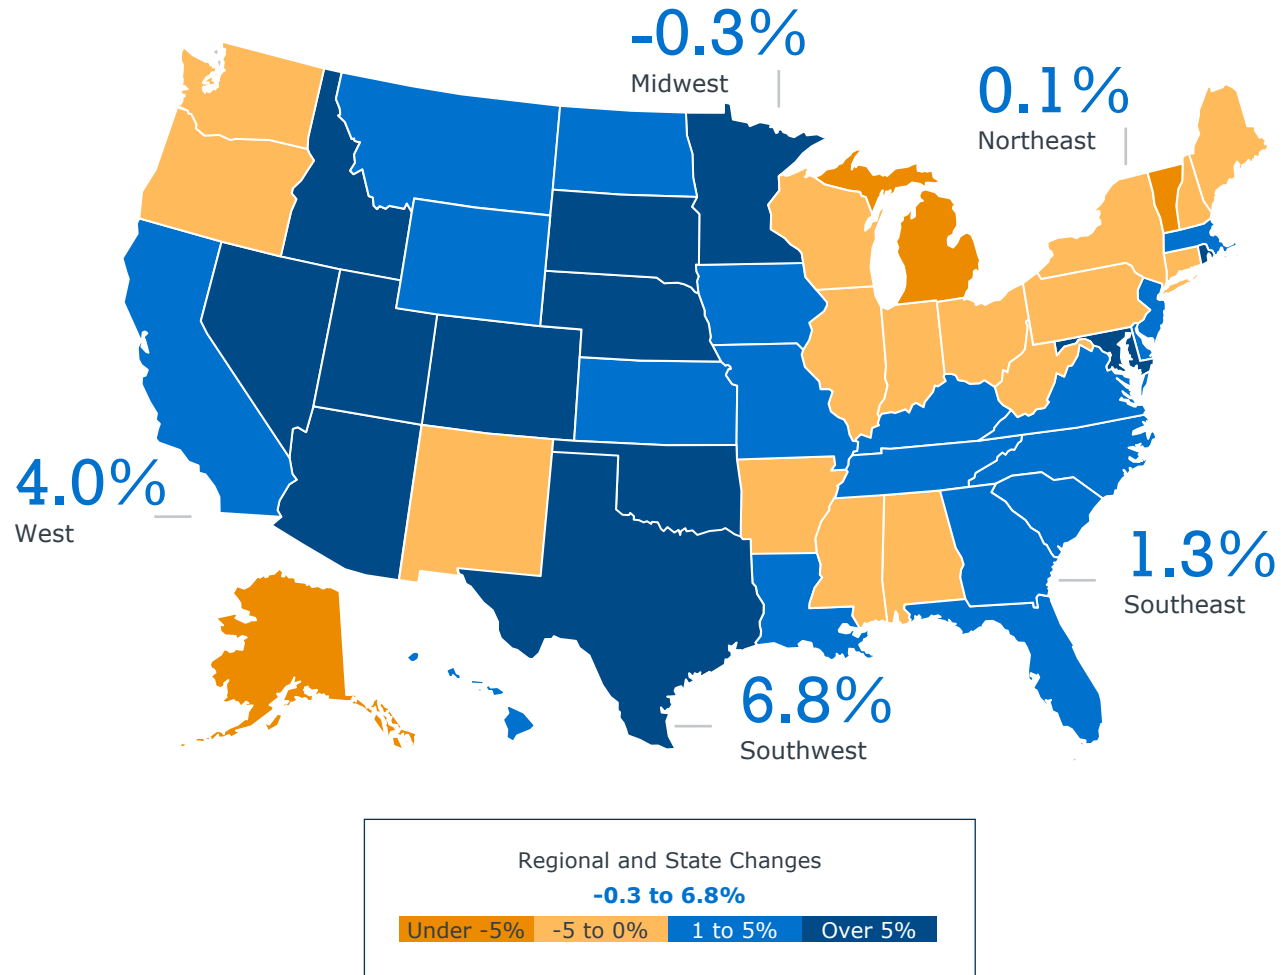 -0.3%
Midwest
0.1%
Northeast
4.0%
West
1.3%
Southeast
6.8%
Southwest
Regional and State Changes
-0.3 to 6.8%
Under -5% -5 to 0% 1 to 5% Over 5%